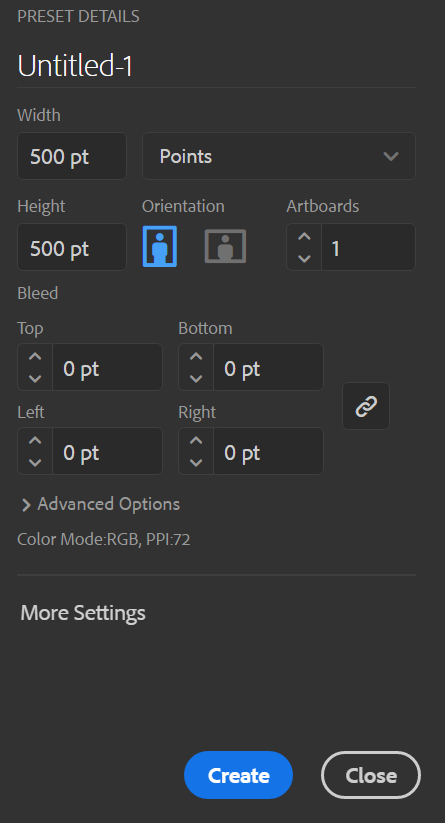 PRESET DETAILS
Untitled-1
Width
500 pt Points
Height Orientation Artboards
500 pt 1
Bleed
Top Bottom
0 pt 0 pt
Left Right
0 pt 0 pt
Advanced Options
Color Mode:RGB, PPI:72
More Settings
Create Close